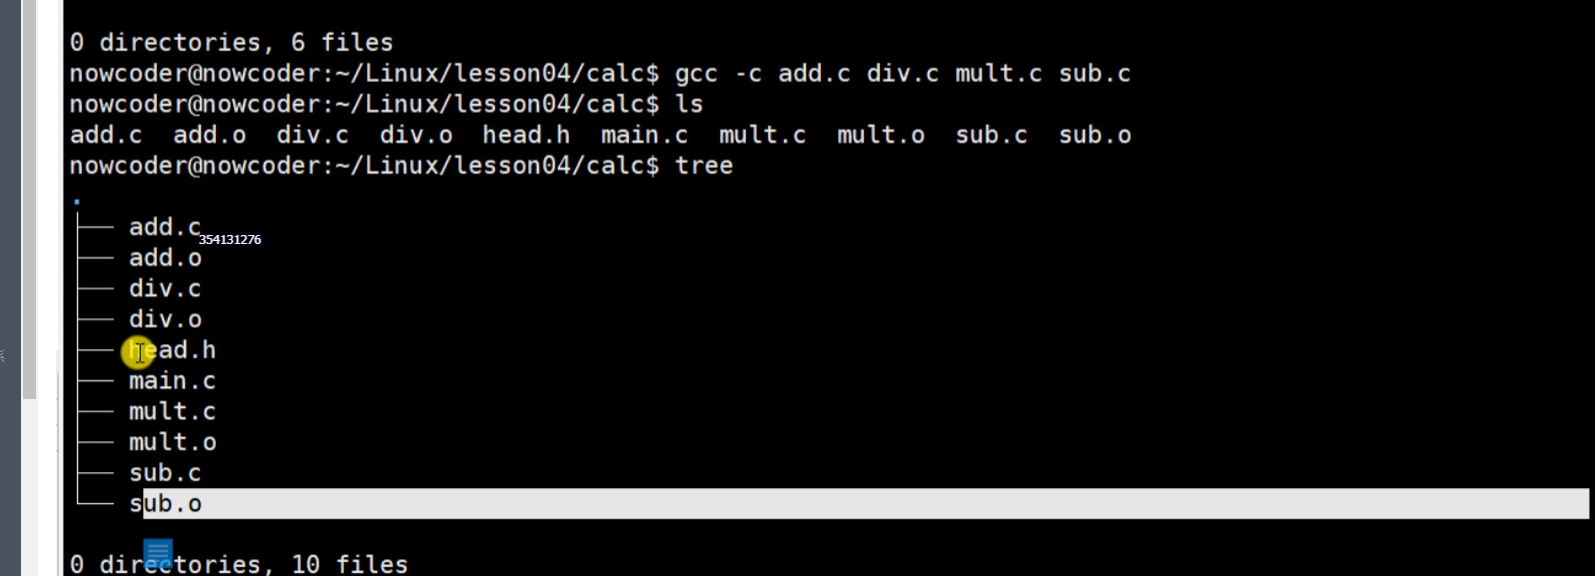 0 directories, 6 files
nowcoder@nowcoder:~/Linux/lesson04/calc$ gcc -c add.c div.c mult.c sub.c
nowcoder@nowcoder:~/Linux/lesson04/calc$ ls
add.c  add.o  div.c  div.o  head.h  main.c  mult.c  mult.o  sub.c  sub.o
nowcoder@nowcoder:~/Linux/lesson04/calc$ tree
.
├── add.c
354131276
├── add.o
├── div.c
├── div.o
├── head.h
├── main.c
├── mult.c
├── mult.o
├── sub.c
└── sub.o
0 directories, 10 files